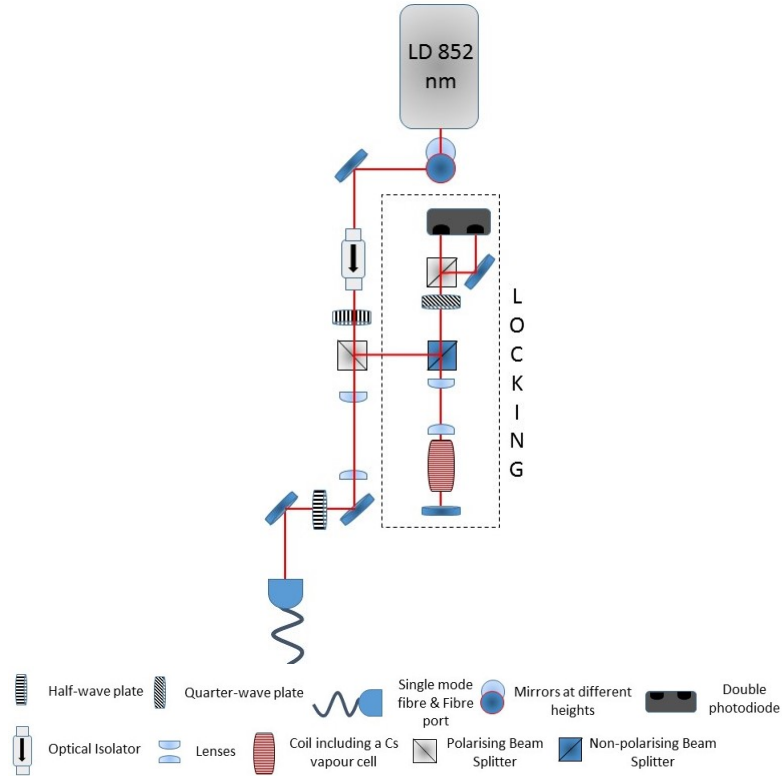 LD 852
nm
L
O
C
K
I
N
G
Half-wave plate
Quarter-wave plate
Single mode
fibre & Fibre
port
Mirrors at different
heights
Double
photodiode
Optical Isolator
Lenses
Coil including a Cs
vapour cell
Polarising Beam
Splitter
Non-polarising Beam
Splitter